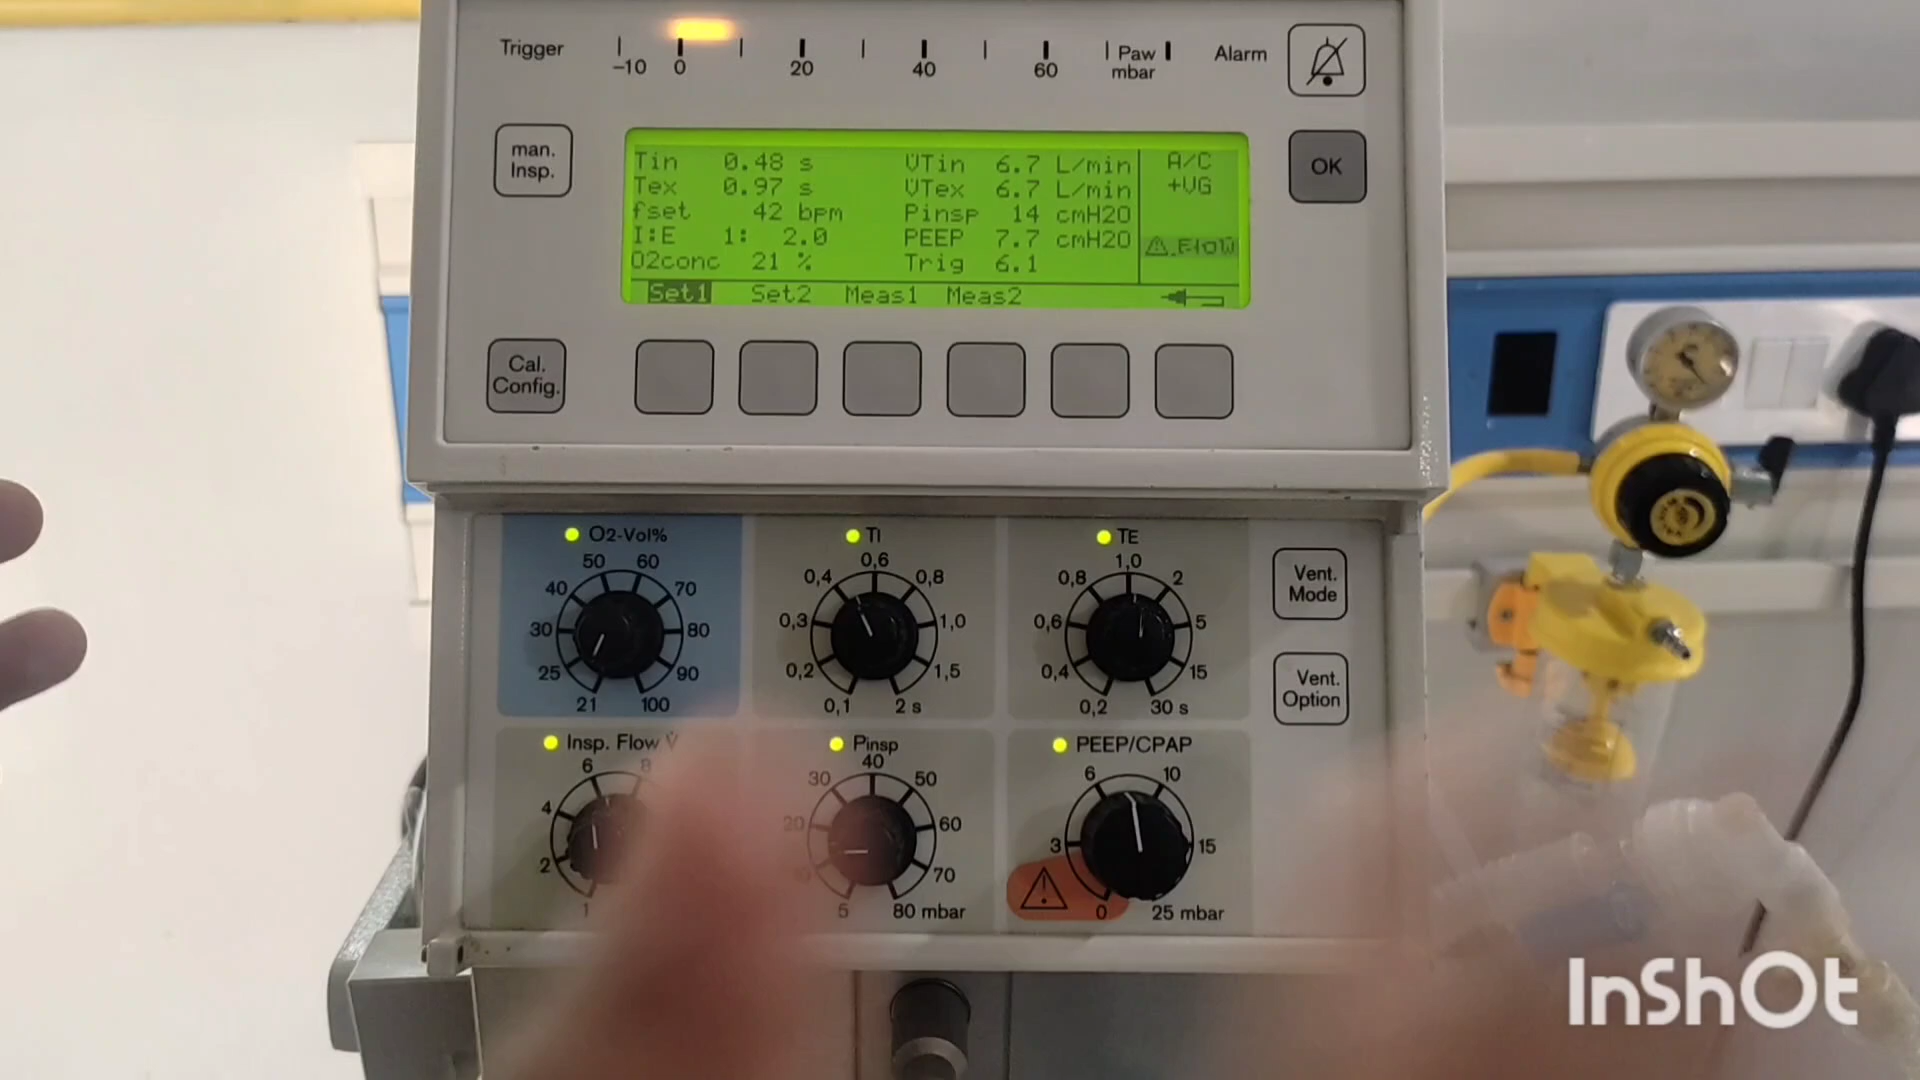 Trigger
-10 0 20 40 60 Paw mbar
Alarm
man. Insp.
OK
Tin 0.48 s V̇Tin 6.7 L/min A/C
Tex 0.97 s V̇Tex 6.7 L/min +VG
fset 42 bpm Pinsp 14 cmH2O
I:E 1: 2.0 PEEP 7.7 cmH2O Flow
O2conc 21 % Trig 6.1
Set1 Set2 Meas1 Meas2
Cal. Config.
O2-Vol%
21 25 30 40 50 60 70 80 90 100
TI
0,1 0,2 0,3 0,4 0,6 0,8 1,0 1,5 2 s
TE
0,2 0,4 0,6 0,8 1,0 2 5 15 30 s
Vent. Mode
Vent. Option
Insp. Flow V̇
1 2 4 6 8
Pinsp
5 10 20 30 40 50 60 70 80 mbar
PEEP/CPAP
0 3 6 10 15 25 mbar
InShOt